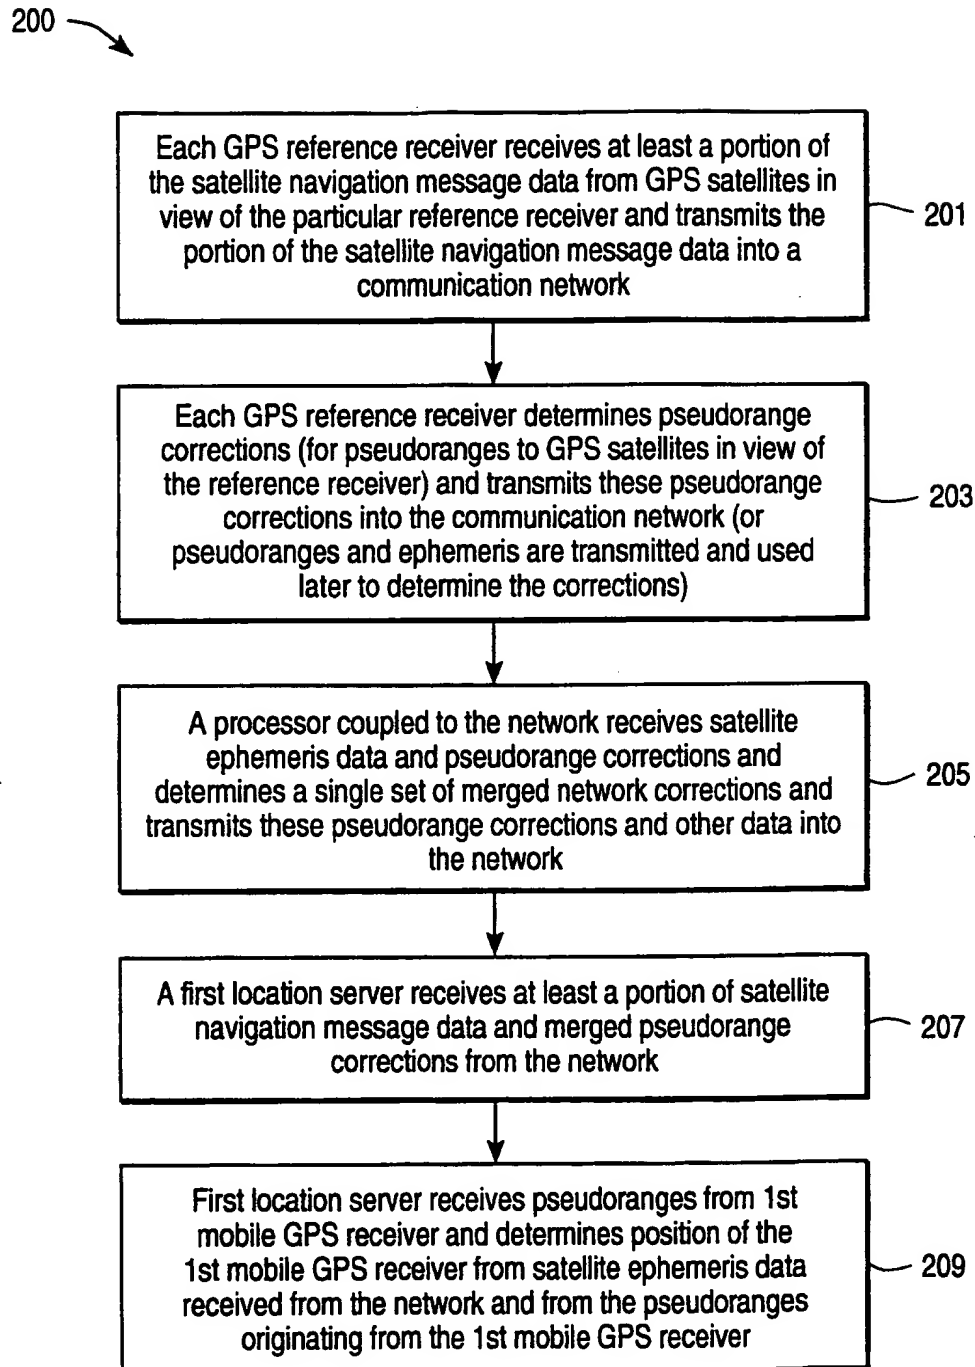 200
Each GPS reference receiver receives at least a portion of
the satellite navigation message data from GPS satellites in
view of the particular reference receiver and transmits the
portion of the satellite navigation message data into a
communication network
201
Each GPS reference receiver determines pseudorange
corrections (for pseudoranges to GPS satellites in view of
the reference receiver) and transmits these pseudorange
corrections into the communication network (or
pseudoranges and ephemeris are transmitted and used
later to determine the corrections)
203
A processor coupled to the network receives satellite
ephemeris data and pseudorange corrections and
determines a single set of merged network corrections and
transmits these pseudorange corrections and other data into
the network
205
A first location server receives at least a portion of satellite
navigation message data and merged pseudorange
corrections from the network
207
First location server receives pseudoranges from 1st
mobile GPS receiver and determines position of the
1st mobile GPS receiver from satellite ephemeris data
received from the network and from the pseudoranges
originating from the 1st mobile GPS receiver
209